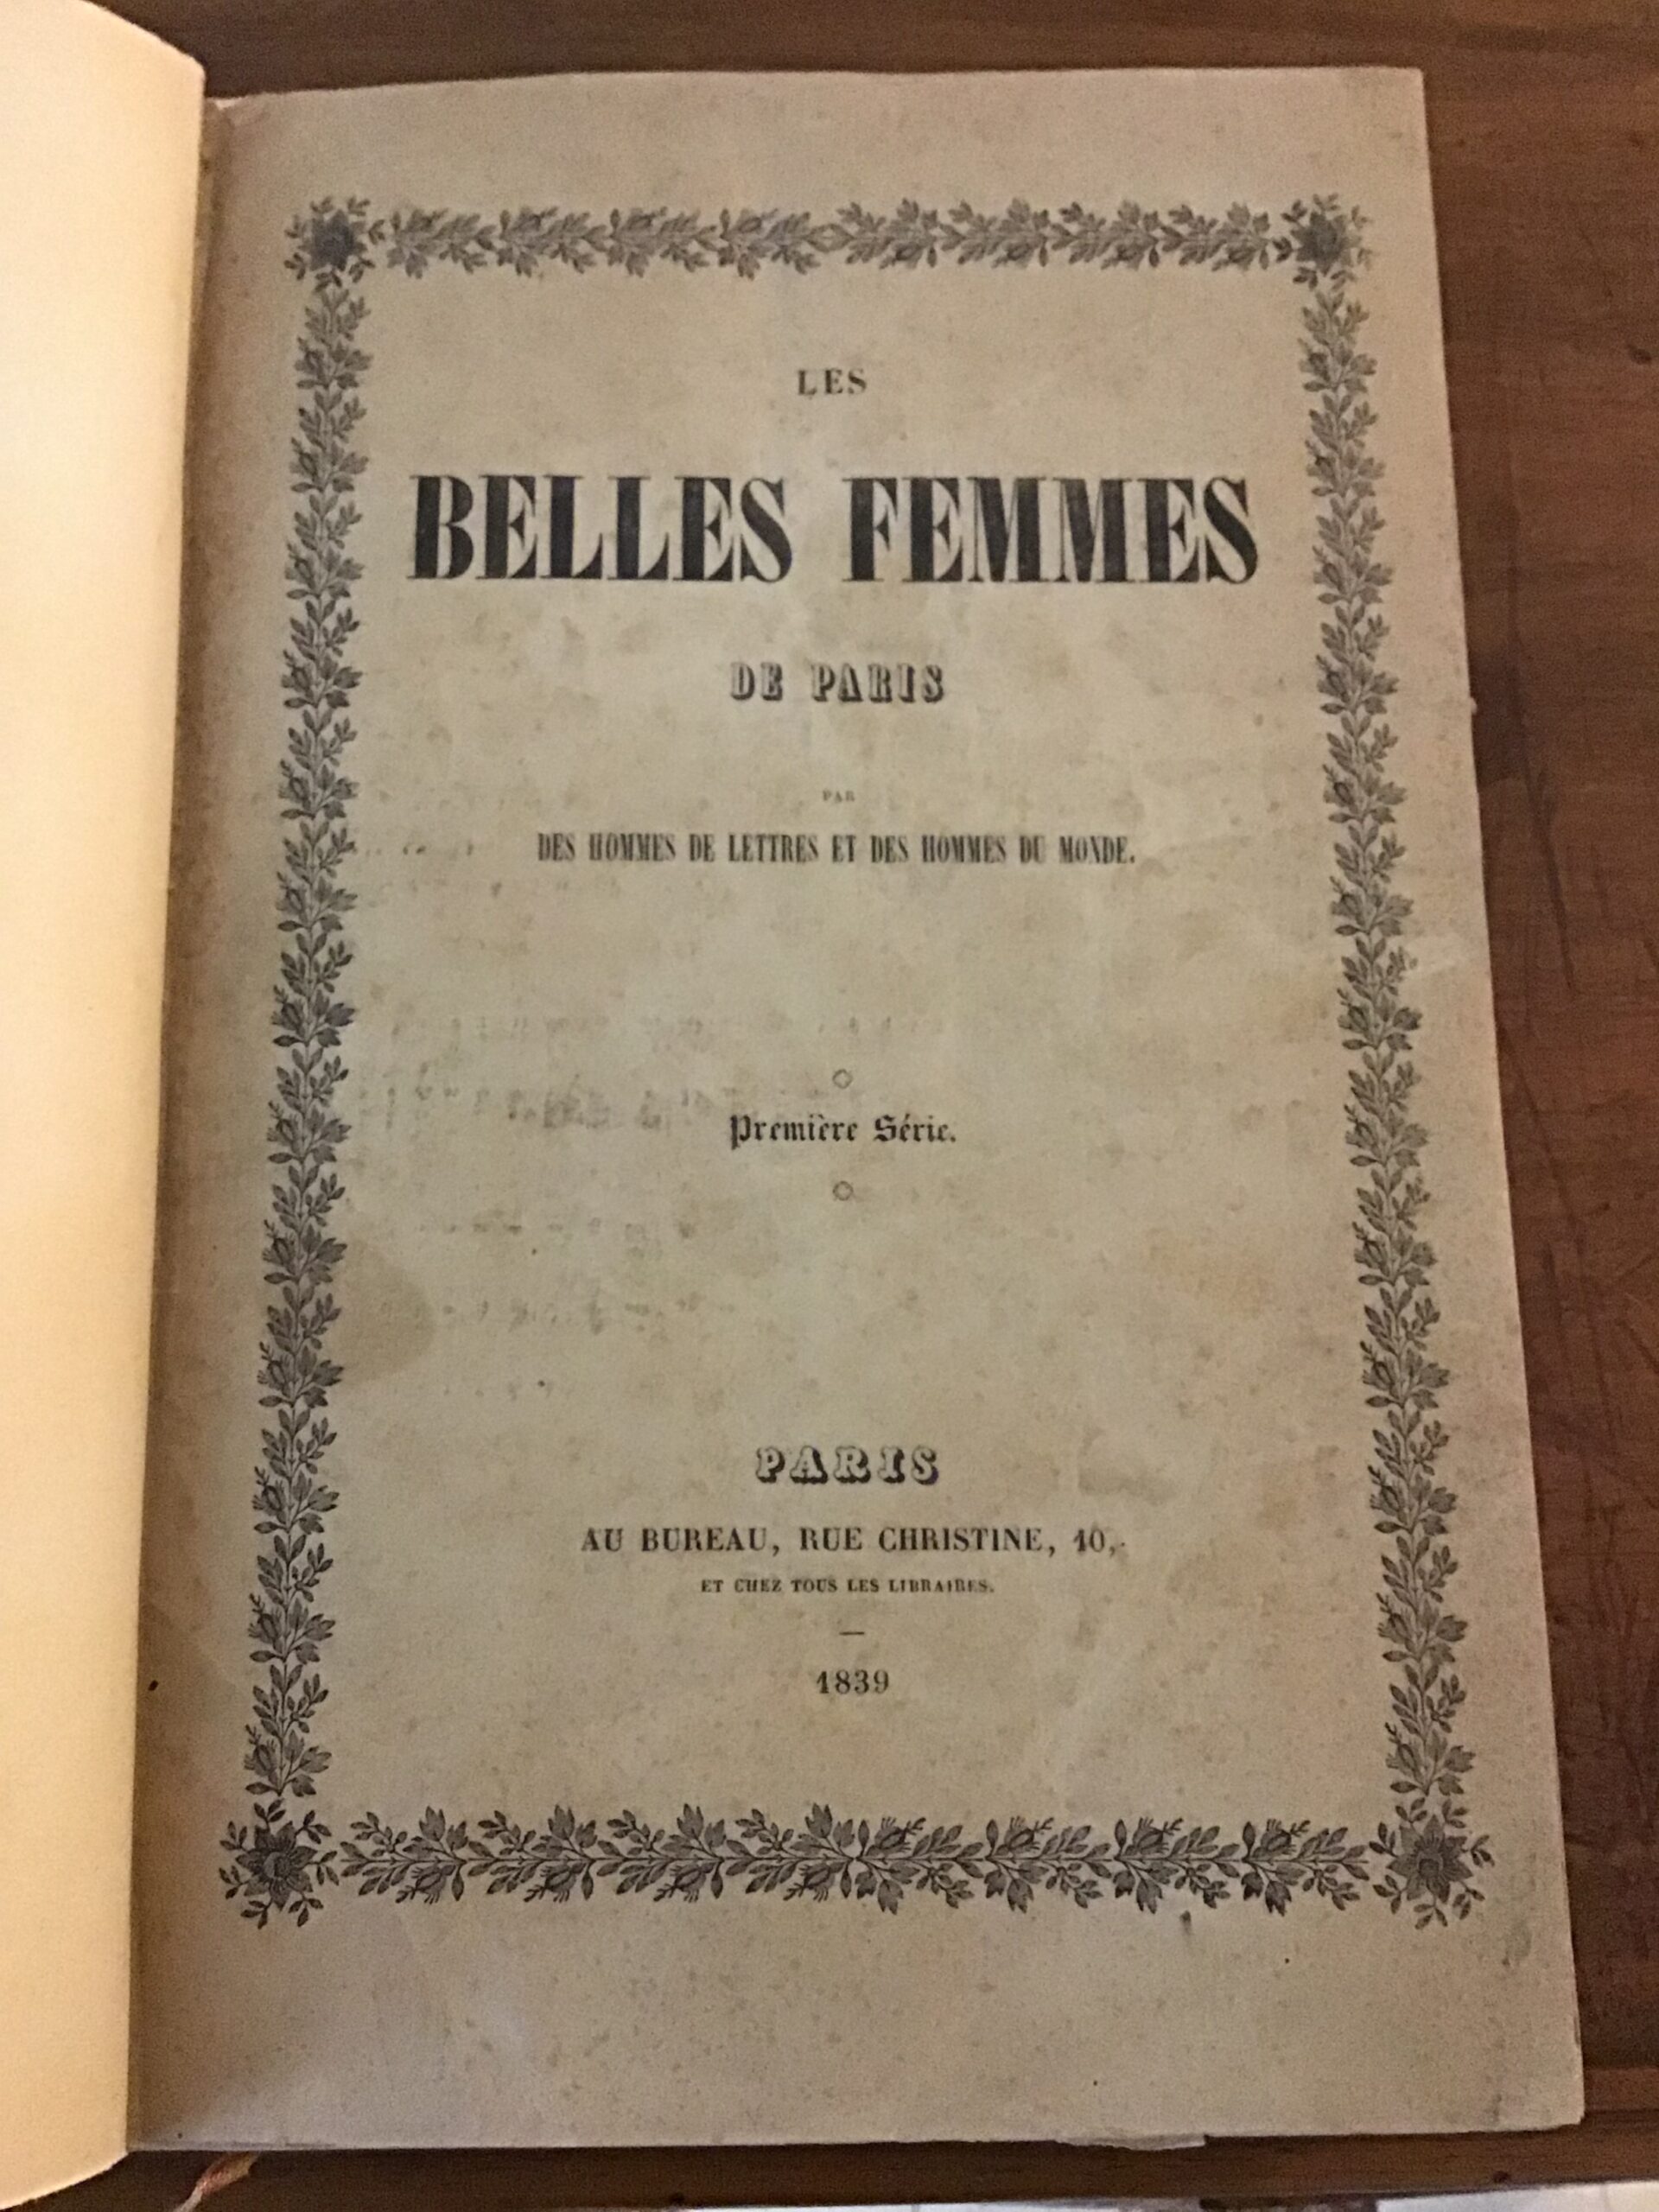 LES
BELLES FEMMES
DE PARIS
PAR
DES HOMMES DE LETTRES ET DES HOMMES DU MONDE.
Première Série.
PARIS
AU BUREAU, RUE CHRISTINE, 10,
ET CHEZ TOUS LES LIBRAIRES.
—
1839